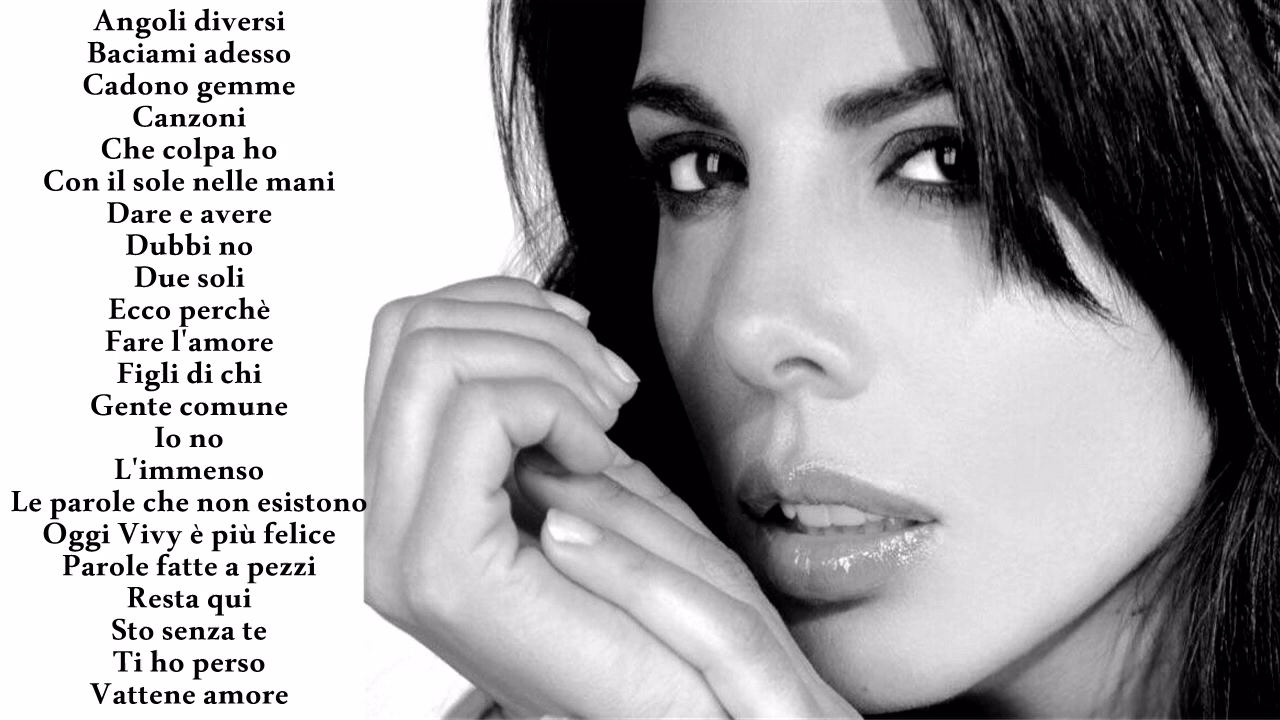 Angoli diversi
Baciami adesso
Cadono gemme
Canzoni
Che colpa ho
Con il sole nelle mani
Dare e avere
Dubbi no
Due soli
Ecco perchè
Fare l'amore
Figli di chi
Gente comune
Io no
L'immenso
Le parole che non esistono
Oggi Vivy è più felice
Parole fatte a pezzi
Resta qui
Sto senza te
Ti ho perso
Vattene amore